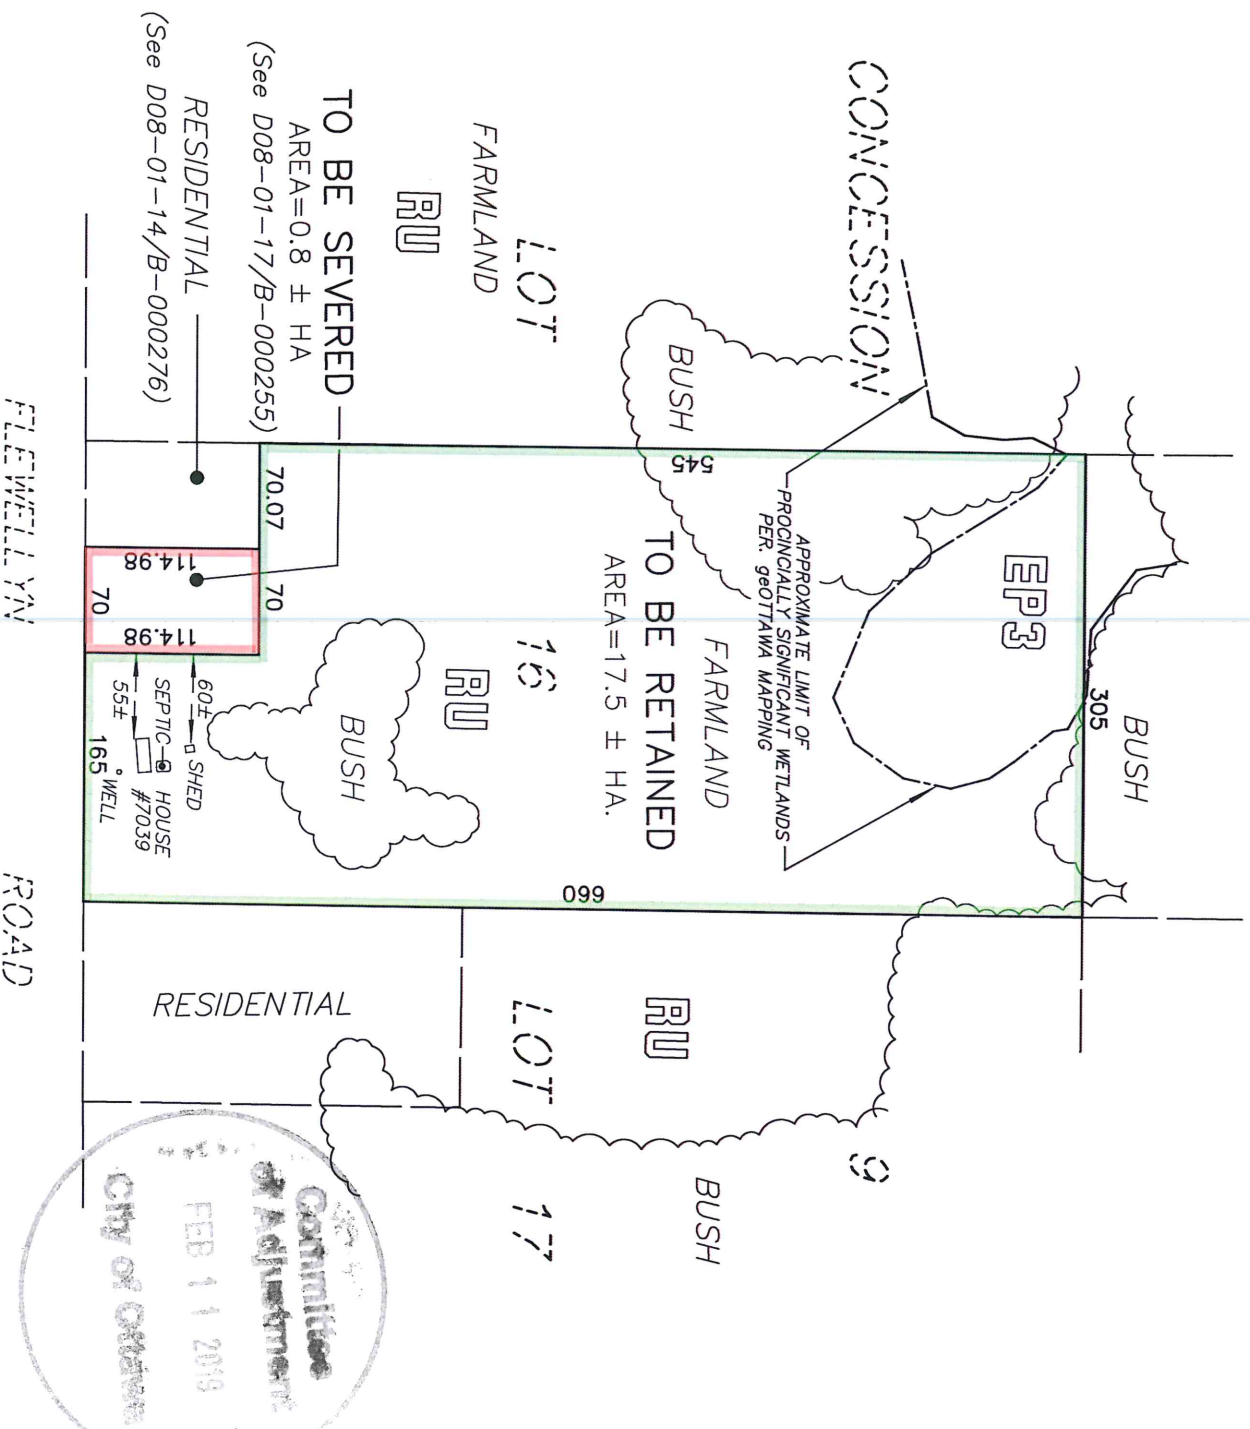 CONCESSION
9
BUSH
EP3
305
APPROXIMATE LIMIT OF
PROCINCIALLY SIGNIFICANT WETLANDS
PER. geOTTAWA MAPPING
BUSH
545
FARMLAND
TO BE RETAINED
AREA=17.5 ± HA.
RU
BUSH
LOT
16
LOT
17
660
FARMLAND
RU
RU
BUSH
TO BE SEVERED
AREA=0.8 ± HA
(See D08-01-17/B-000255)
RESIDENTIAL
(See D08-01-14/B-000276)
70.07
70
114.98
114.98
70
60±
SHED
SEPTIC
HOUSE
#7039
55±
WELL
165
RESIDENTIAL
FLEWELLYN
ROAD
Committee
of Adjustment
FEB 11 2019
City of Ottawa